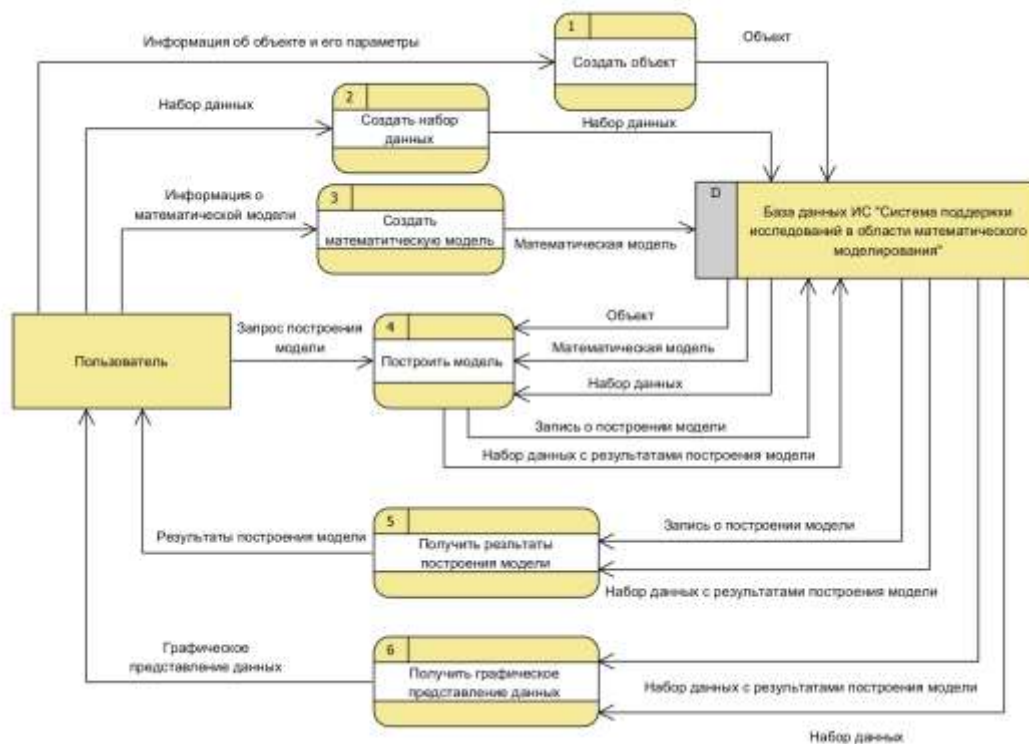 1
Информация об объекте и его параметры
Объект
Создать объект
2
Набор данных
Создать набор
данных
Набор данных
3
Информация о
математической модели
Создать
математитческую модель
Математическая модель
D
База данных ИС "Система поддержки
исследований в области математического
моделирования"
Объект
4
Запрос построения
модели
Пользователь
Построить модель
Математическая модель
Набор данных
Запись о построении модели
Набор данных с результатами построения модели
5
Запись о построении модели
Результаты построения модели
Получить резльтаты
построения модели
Набор данных с результатами построения модели
6
Графическое
представление данных
Получить графическое
представление данных
Набор данных с результатами построения модели
Набор данных